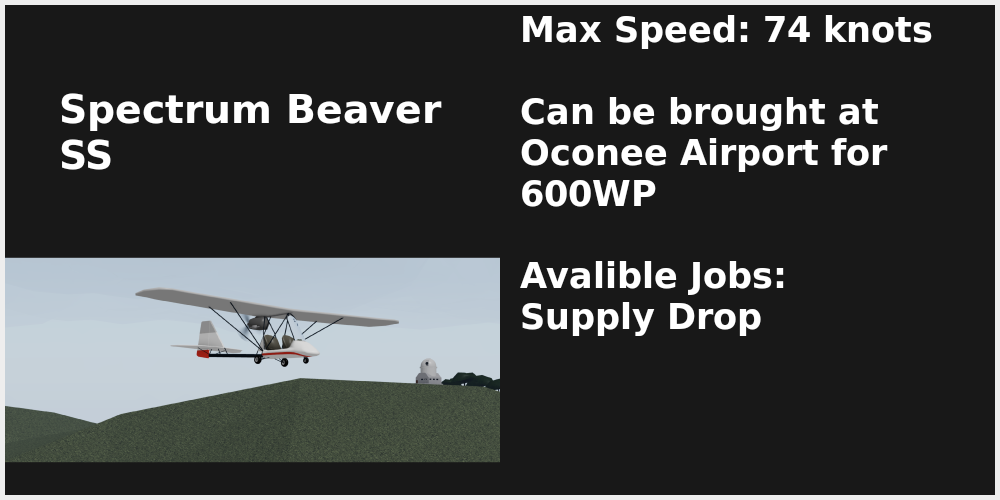 Spectrum Beaver
SS
Max Speed: 74 knots
Can be brought at
Oconee Airport for
600WP
Avalible Jobs:
Supply Drop